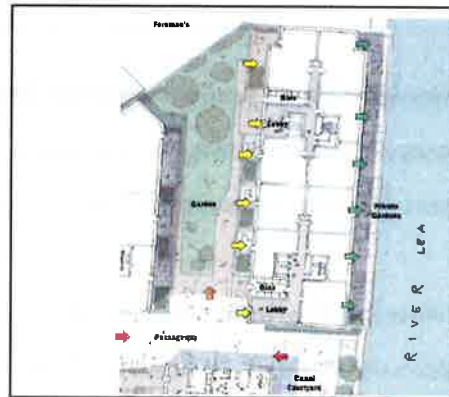 Foreman's
Bins
Lobby
Garden
Private
Gardens
Bins
Lobby
Passageway
Canal
Courtyard
RIVER LEA